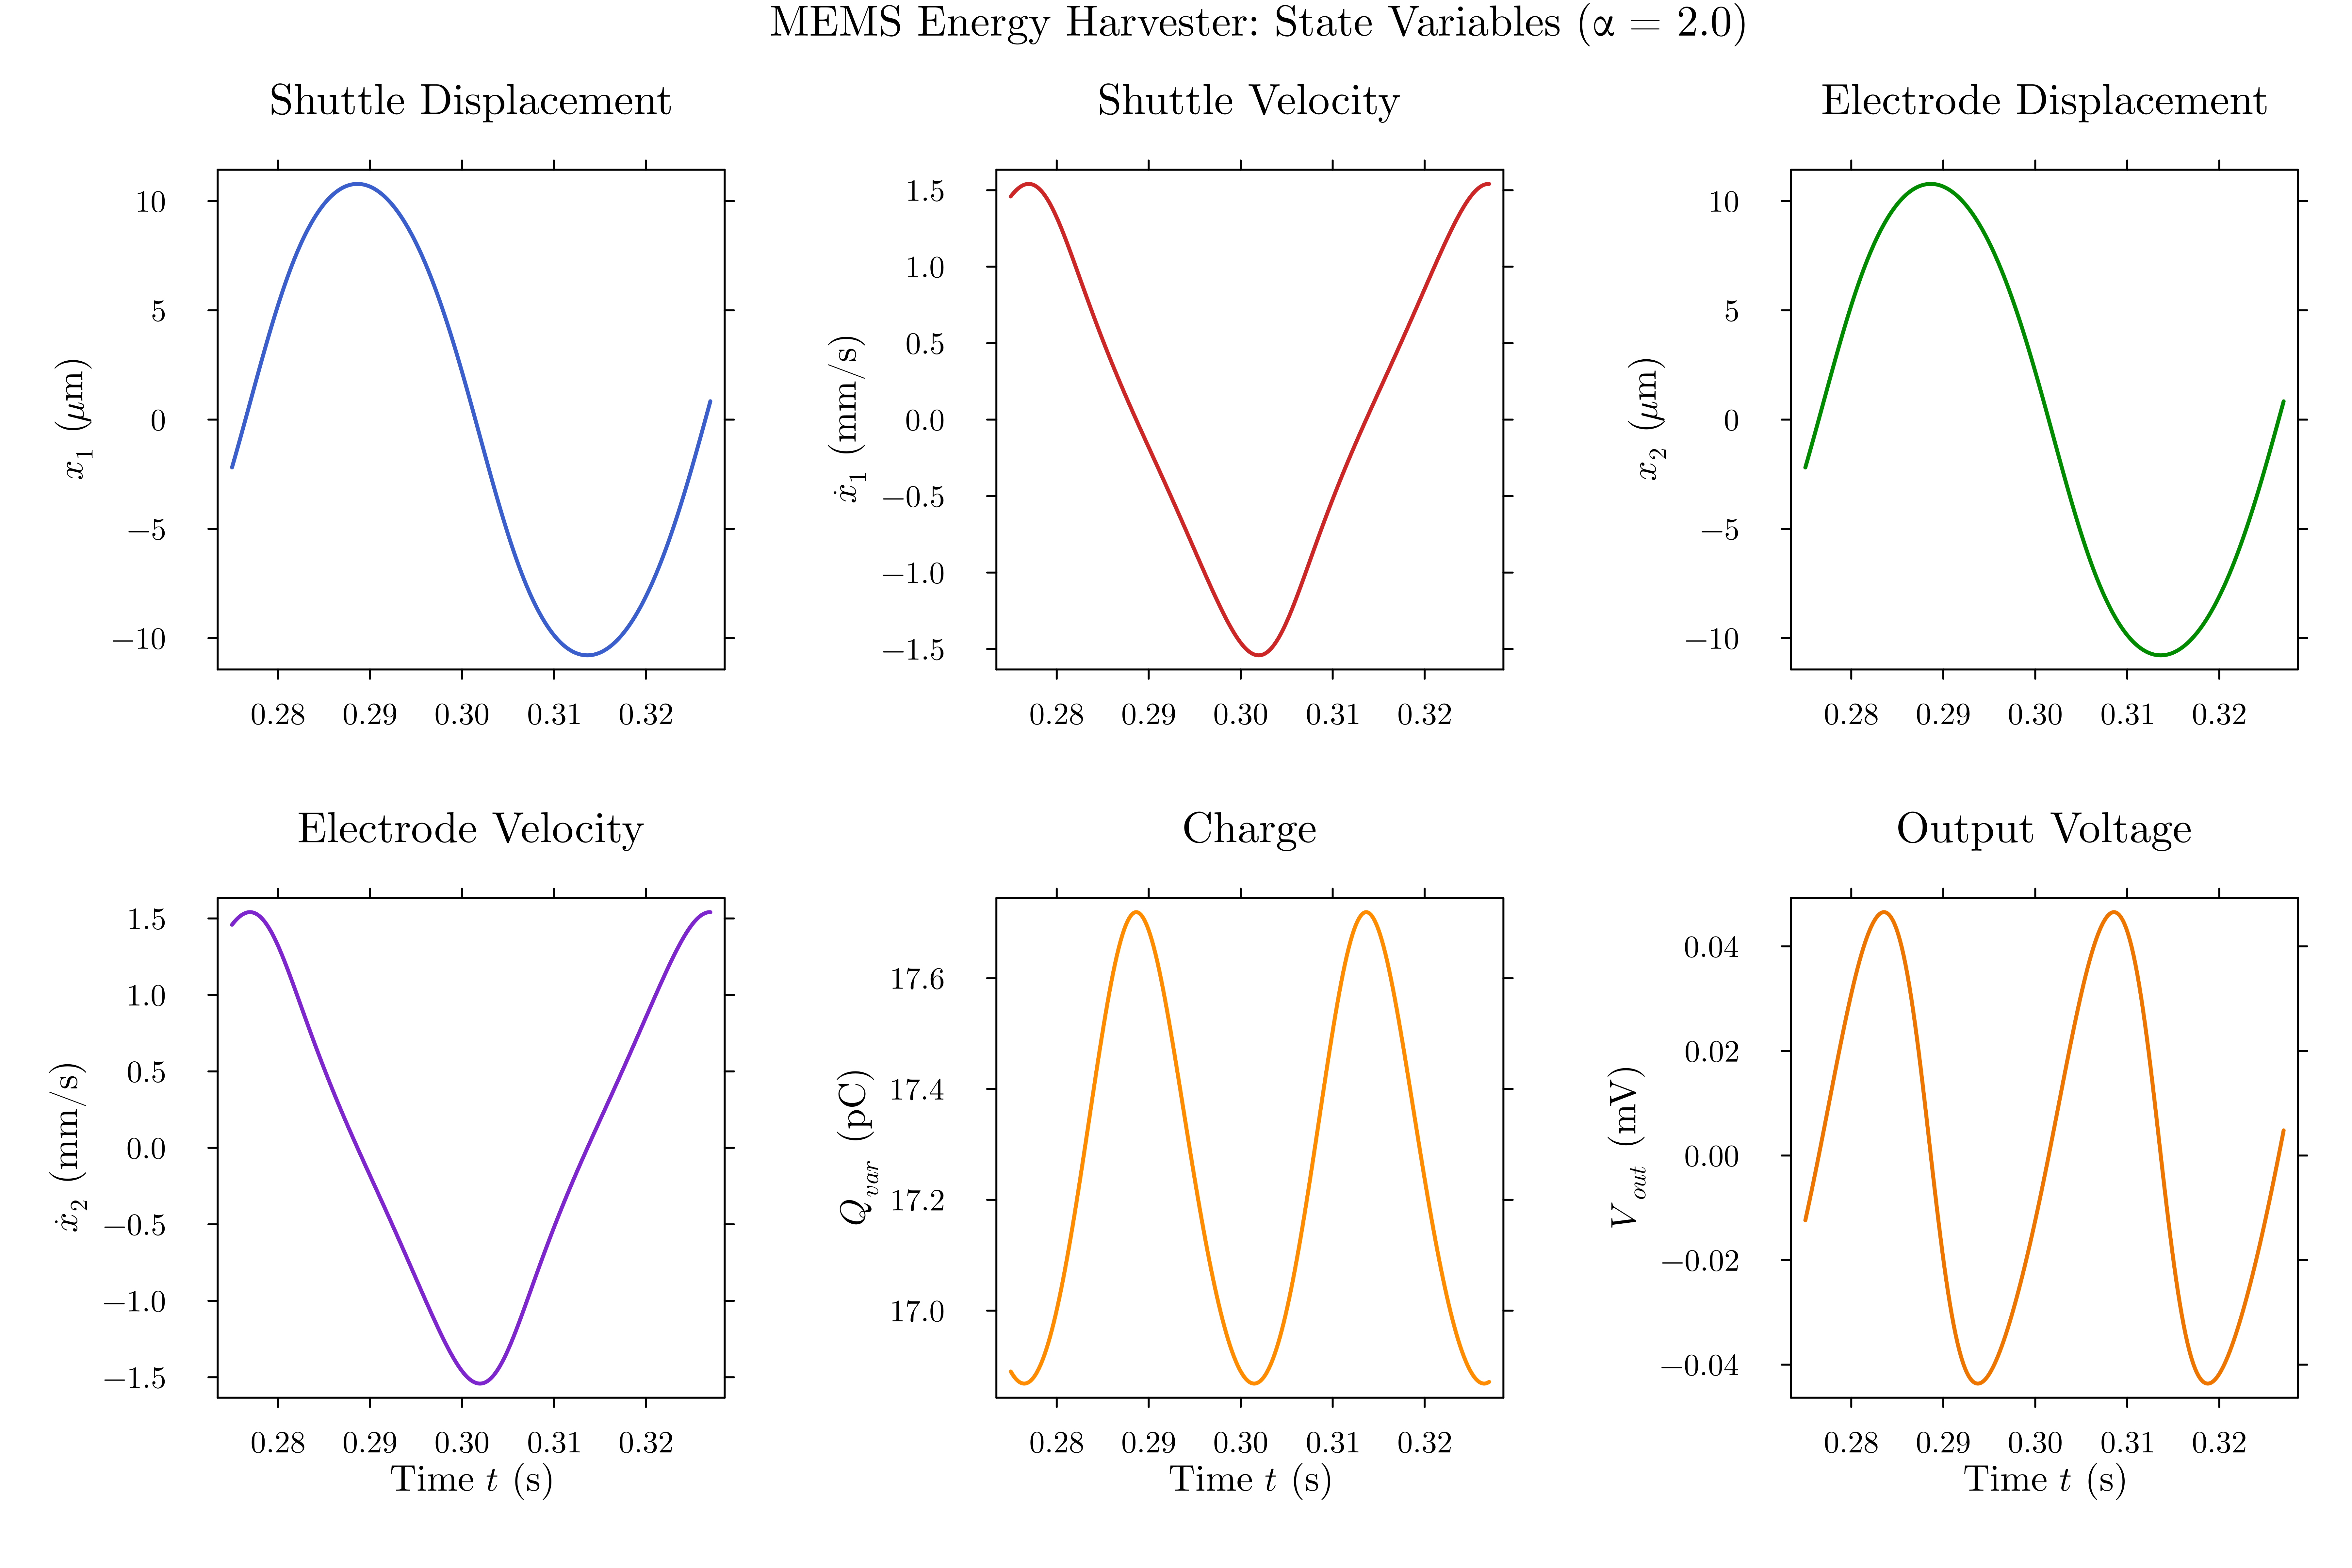 MEMS Energy Harvester: State Variables (α = 2.0)
Shuttle Displacement
x₁ (μm)
10
5
0
−5
−10
0.28 0.29 0.30 0.31 0.32
Shuttle Velocity
ẋ₁ (mm/s)
1.5
1.0
0.5
0.0
−0.5
−1.0
−1.5
0.28 0.29 0.30 0.31 0.32
Electrode Displacement
x₂ (μm)
10
5
0
−5
−10
0.28 0.29 0.30 0.31 0.32
Electrode Velocity
ẋ₂ (mm/s)
1.5
1.0
0.5
0.0
−0.5
−1.0
−1.5
0.28 0.29 0.30 0.31 0.32
Time t (s)
Charge
Q_var (pC)
17.6
17.4
17.2
17.0
0.28 0.29 0.30 0.31 0.32
Time t (s)
Output Voltage
V_out (mV)
0.04
0.02
0.00
−0.02
−0.04
0.28 0.29 0.30 0.31 0.32
Time t (s)